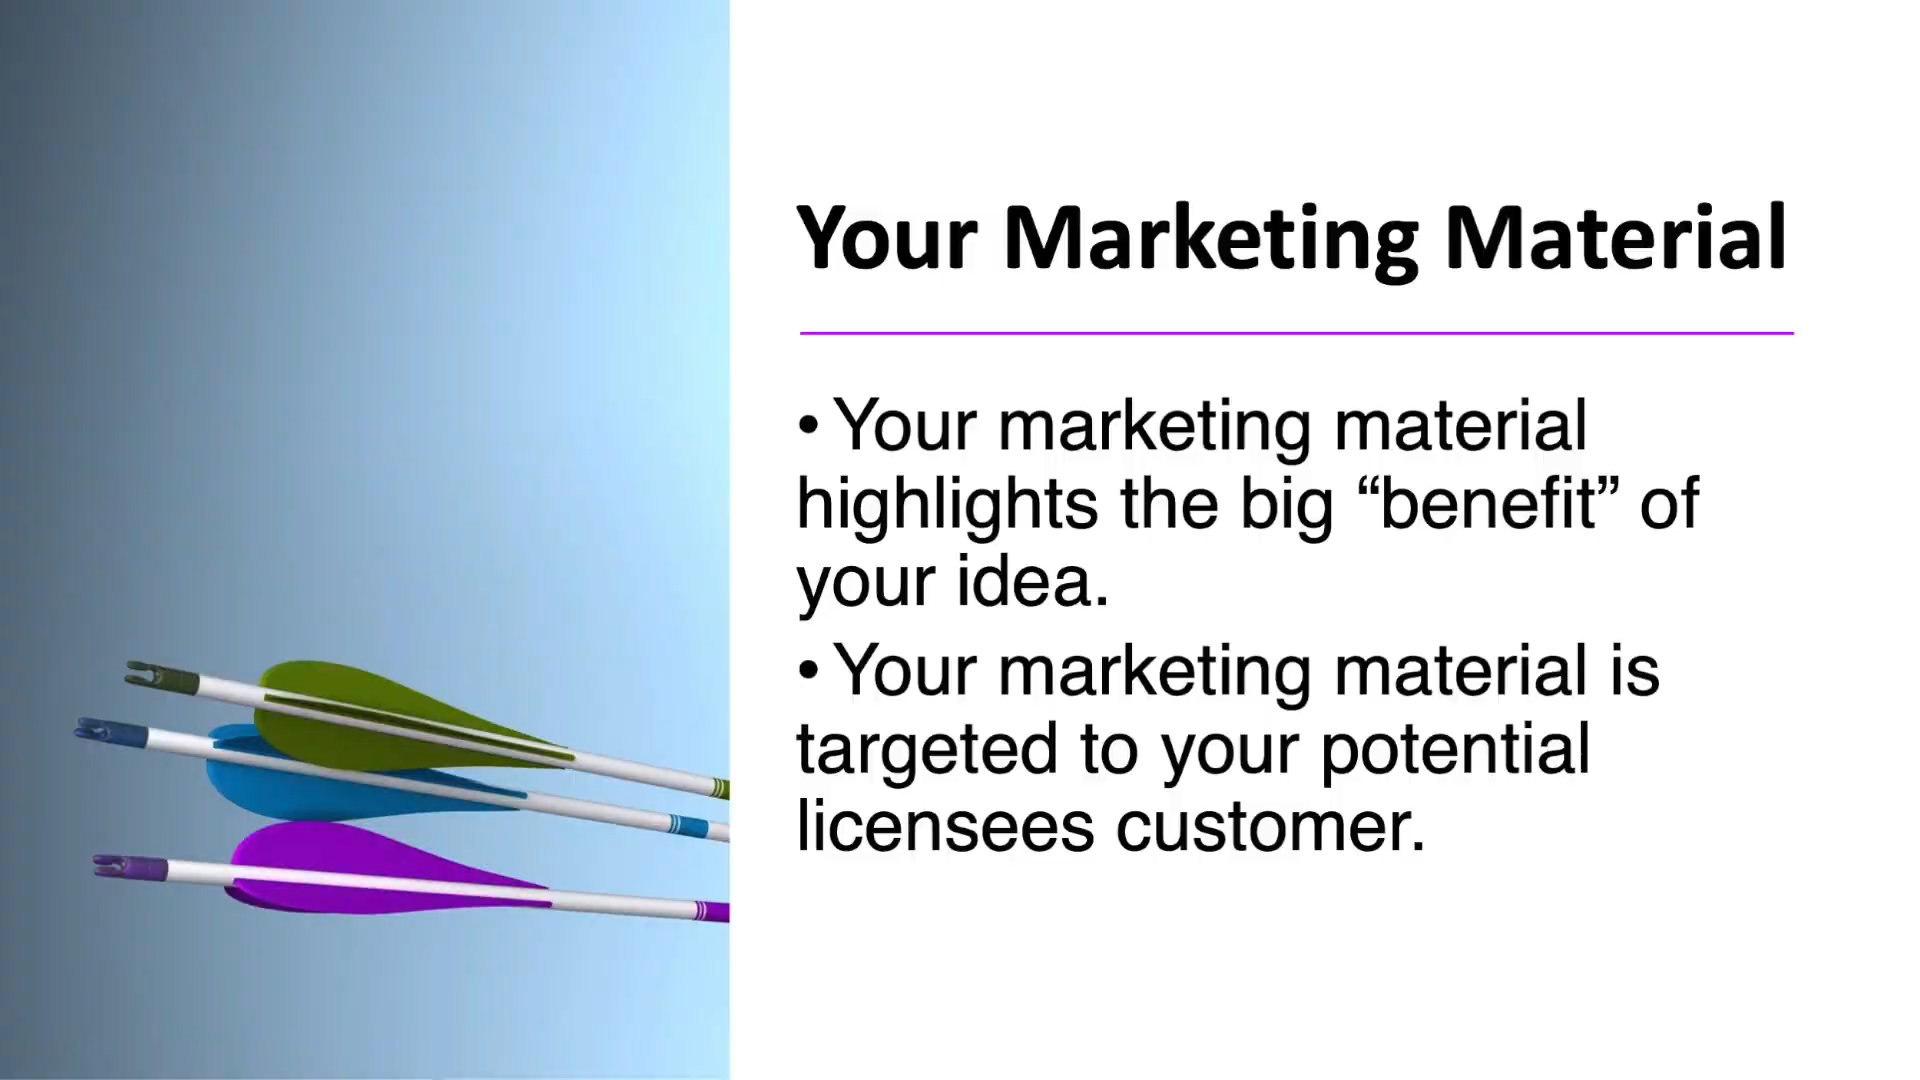 Your Marketing Material
• Your marketing material
highlights the big “benefit” of
your idea.
• Your marketing material is
targeted to your potential
licensees customer.